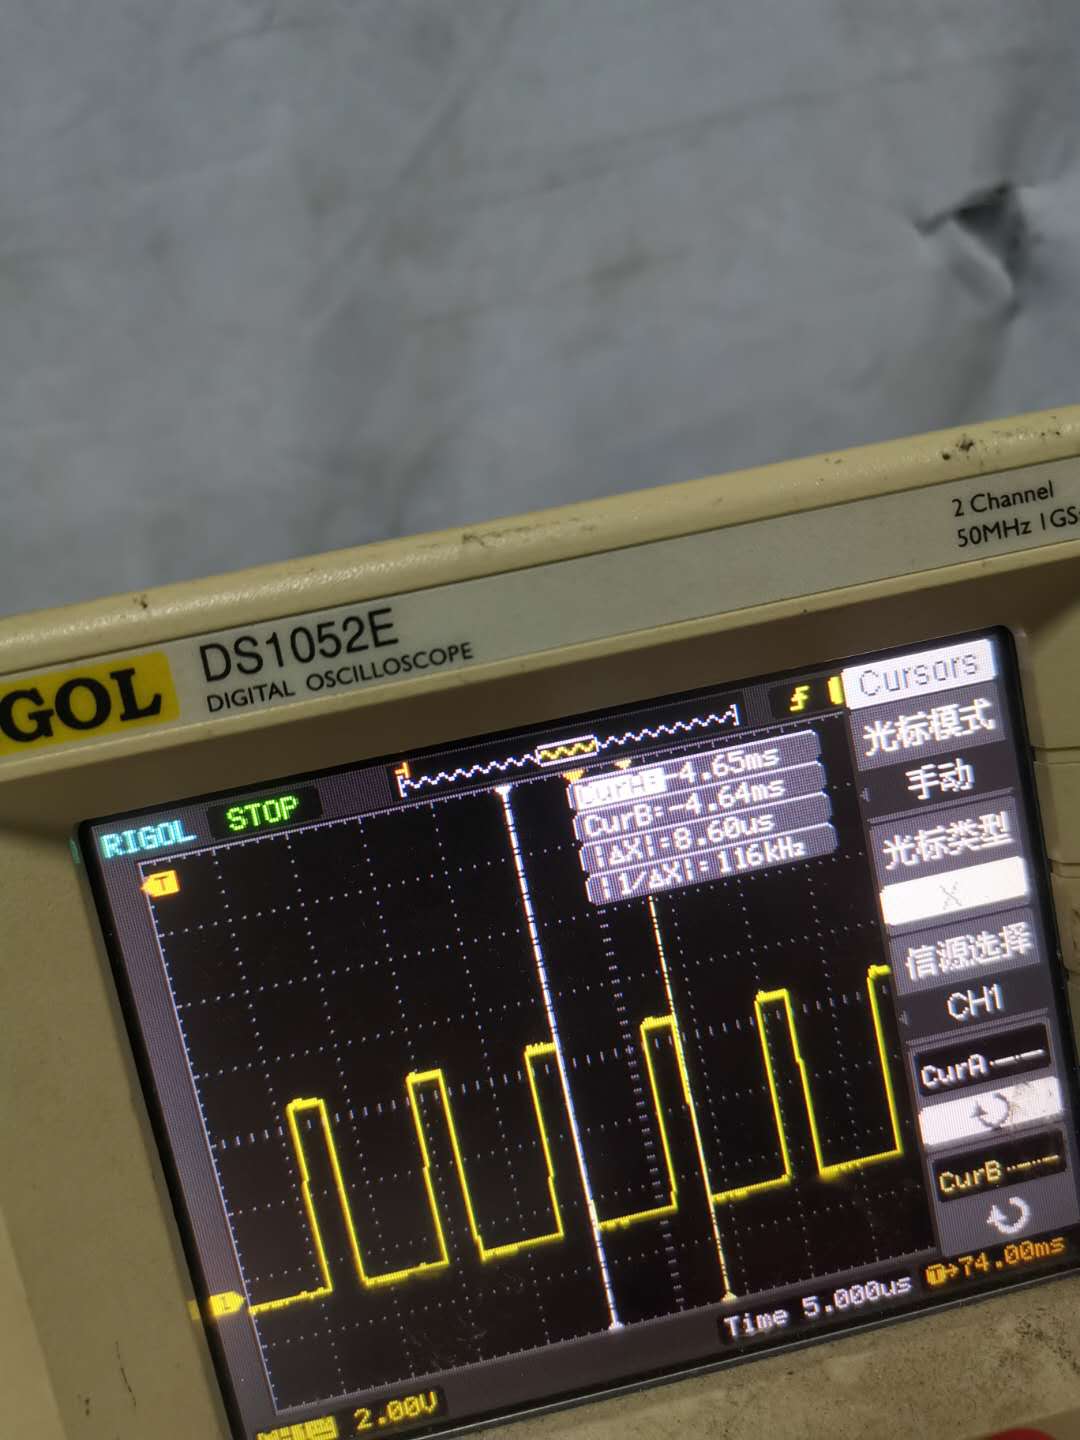 2 Channel
50MHz 1GS
DS1052E
GOL
DIGITAL OSCILLOSCOPE
Cursors
RIGOL
STOP
T
光标模式
手动
CurA:-4.65ms
CurB:-4.64ms
|ΔX|=8.60us
|1/ΔX|=116kHz
光标类型
X
信源选择
CH1
CurA
CurB
1
Time 5.000us
T→74.00ms
2.00V